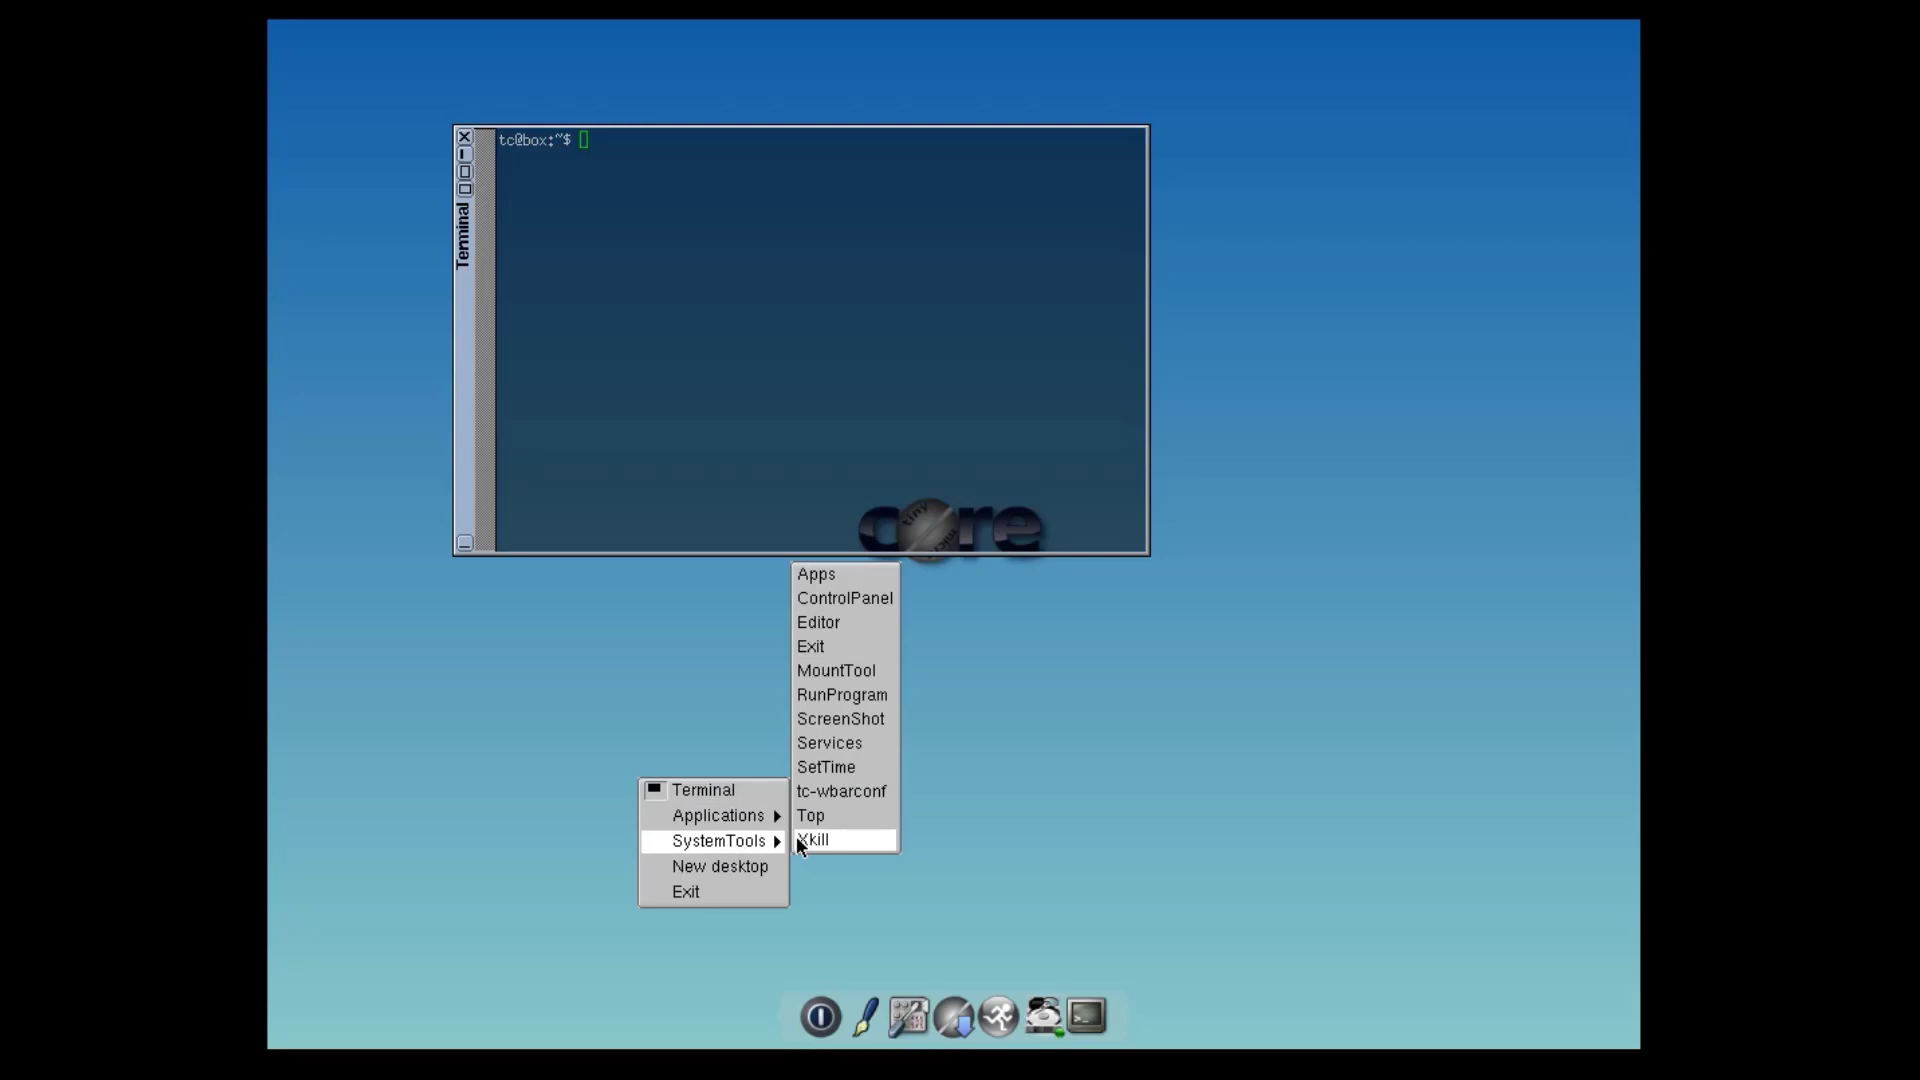 tc@box:~$
Terminal
core
tiny
Apps
ControlPanel
Editor
Exit
MountTool
RunProgram
ScreenShot
Services
SetTime
tc-wbarconf
Top
Xkill
Terminal
Applications
SystemTools
New desktop
Exit